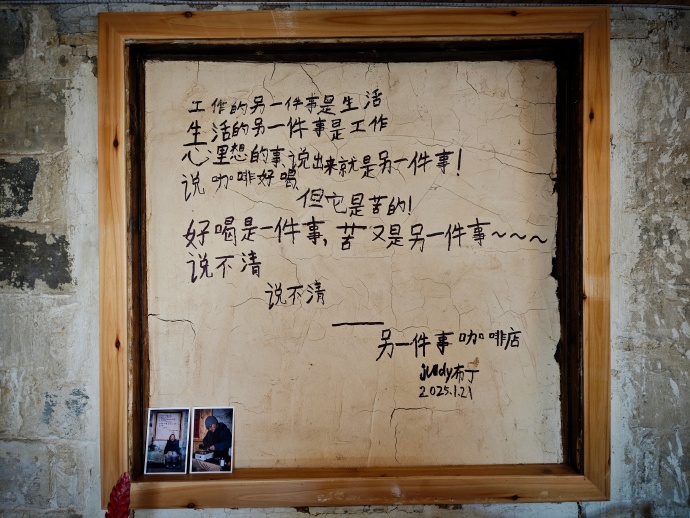 工作的另一件事是生活
生活的另一件事是工作
心里想的事、说出来就是另一件事！
说咖啡好喝、
但它是苦的！
好喝是一件事，苦又是另一件事～～～～
说不清
说不清
——
另一件事咖啡店
judy布丁
2025.1.21